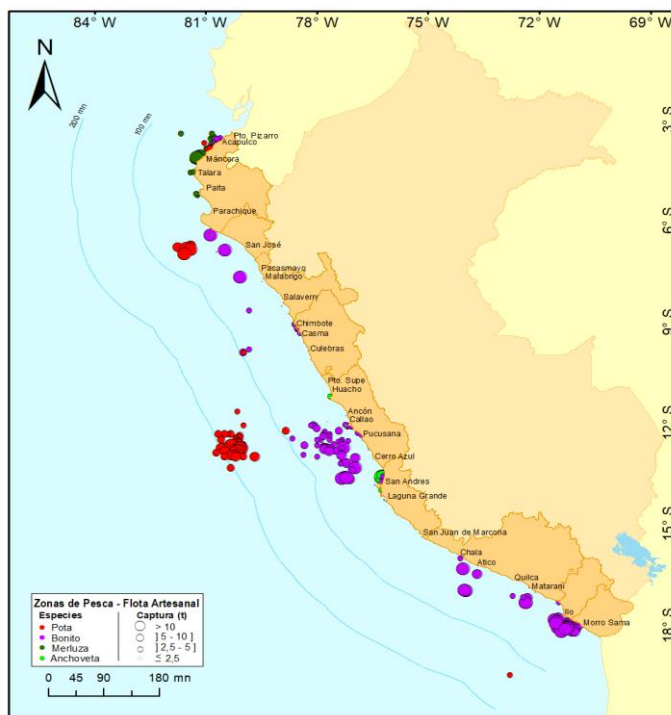 84° W 81° W 78° W 75° W 72° W 69° W
N
200 mn
100 mn
3° S
6° S
9° S
12° S
15° S
18° S
Pto. Pizarro
Acapulco
Máncora
Talara
Paita
Parachique
San José
Pacasmayo
Malabrigo
Salaverry
Chimbote
Casma
Culebras
Pto. Supe
Huacho
Ancón
Callao
Pucusana
Cerro Azul
San Andres
Laguna Grande
San Juan de Marcona
Chala
Atico
Quilca
Matarani
Ilo
Morro Sama
Zonas de Pesca - Flota Artesanal
Especies Captura (t)
Pota > 10
Bonito ] 5 - 10 ]
Merluza ] 2,5 - 5 ]
Anchoveta ≤ 2,5
0 45 90 180 mn